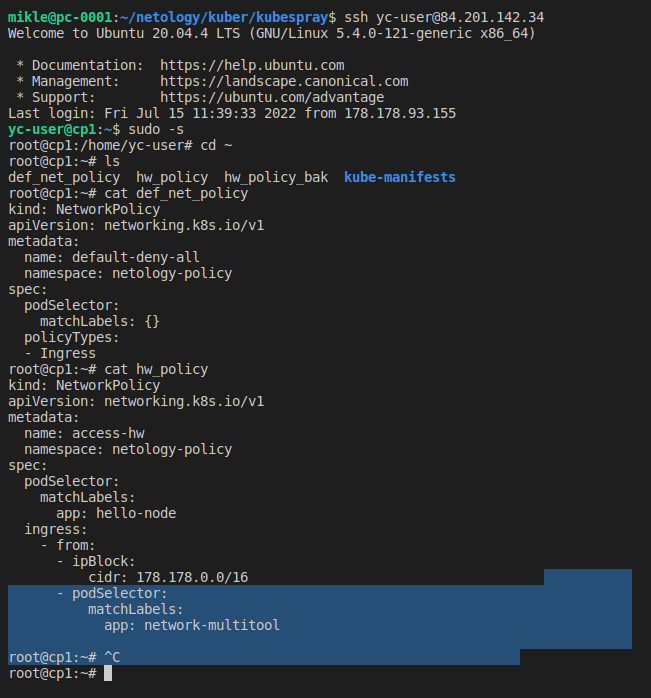 mikle@pc-0001:~/netology/kuber/kubespray$ ssh yc-user@84.201.142.34
Welcome to Ubuntu 20.04.4 LTS (GNU/Linux 5.4.0-121-generic x86_64)

 * Documentation:  https://help.ubuntu.com
 * Management:     https://landscape.canonical.com
 * Support:        https://ubuntu.com/advantage
Last login: Fri Jul 15 11:39:33 2022 from 178.178.93.155
yc-user@cp1:~$ sudo -s
root@cp1:/home/yc-user# cd ~
root@cp1:~# ls
def_net_policy  hw_policy  hw_policy_bak  kube-manifests
root@cp1:~# cat def_net_policy
kind: NetworkPolicy
apiVersion: networking.k8s.io/v1
metadata:
  name: default-deny-all
  namespace: netology-policy
spec:
  podSelector:
    matchLabels: {}
  policyTypes:
  - Ingress
root@cp1:~# cat hw_policy
kind: NetworkPolicy
apiVersion: networking.k8s.io/v1
metadata:
  name: access-hw
  namespace: netology-policy
spec:
  podSelector:
    matchLabels:
      app: hello-node
  ingress:
    - from:
      - ipBlock:
          cidr: 178.178.0.0/16
      - podSelector:
          matchLabels:
            app: network-multitool

root@cp1:~# ^C
root@cp1:~#